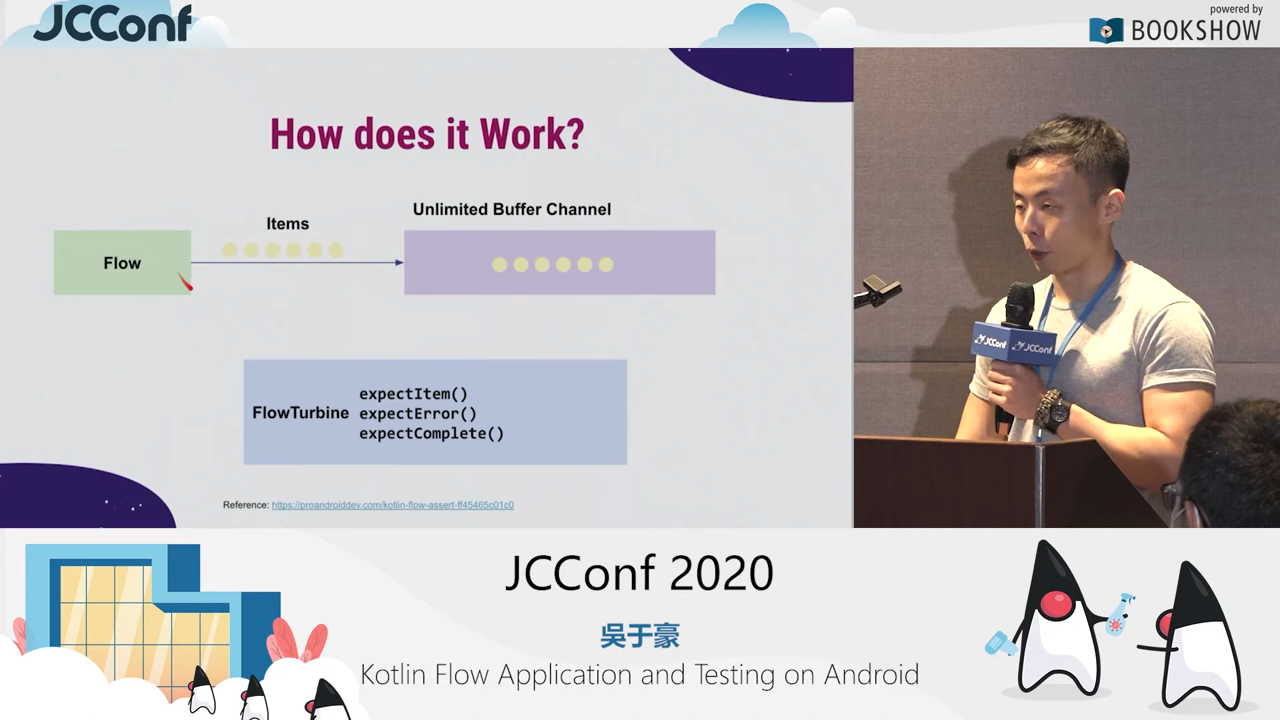 JCConf
powered by
BOOKSHOW
How does it Work?
Items
Unlimited Buffer Channel
Flow
FlowTurbine
expectItem()
expectError()
expectComplete()
Reference: https://proandroiddev.com/kotlin-flow-assert-ff45465c01c0
JCConf
JCConf
JCConf 2020
吳于豪
Kotlin Flow Application and Testing on Android